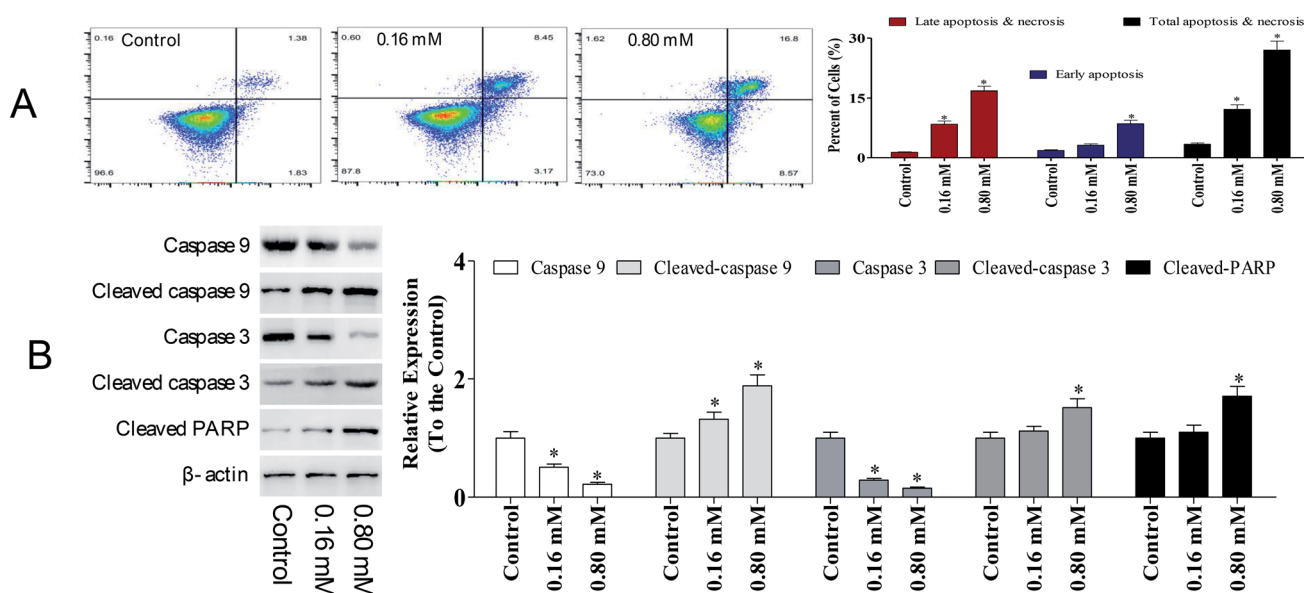 A
Control
0.16
1.38
96.6
1.83
0.16 mM
0.60
8.45
87.8
3.17
0.80 mM
1.62
16.8
73.0
8.57
Late apoptosis & necrosis
Total apoptosis & necrosis
Early apoptosis
Percent of Cells (%)
30
15
0
*
*
*
*
*
Control
0.16 mM
0.80 mM
Control
0.16 mM
0.80 mM
Control
0.16 mM
0.80 mM
B
Caspase 9
Cleaved caspase 9
Caspase 3
Cleaved caspase 3
Cleaved PARP
β- actin
Control
0.16 mM
0.80 mM
Relative Expression
(To the Control)
4
2
0
Caspase 9
Cleaved-caspase 9
Caspase 3
Cleaved-caspase 3
Cleaved-PARP
*
*
*
*
*
*
*
*
Control
0.16 mM
0.80 mM
Control
0.16 mM
0.80 mM
Control
0.16 mM
0.80 mM
Control
0.16 mM
0.80 mM
Control
0.16 mM
0.80 mM